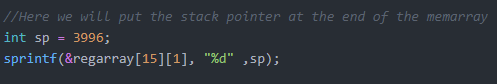 //Here we will put the stack pointer at the end of the memarray
int sp = 3996;
sprintf(&regarray[15][1], "%d" ,sp);